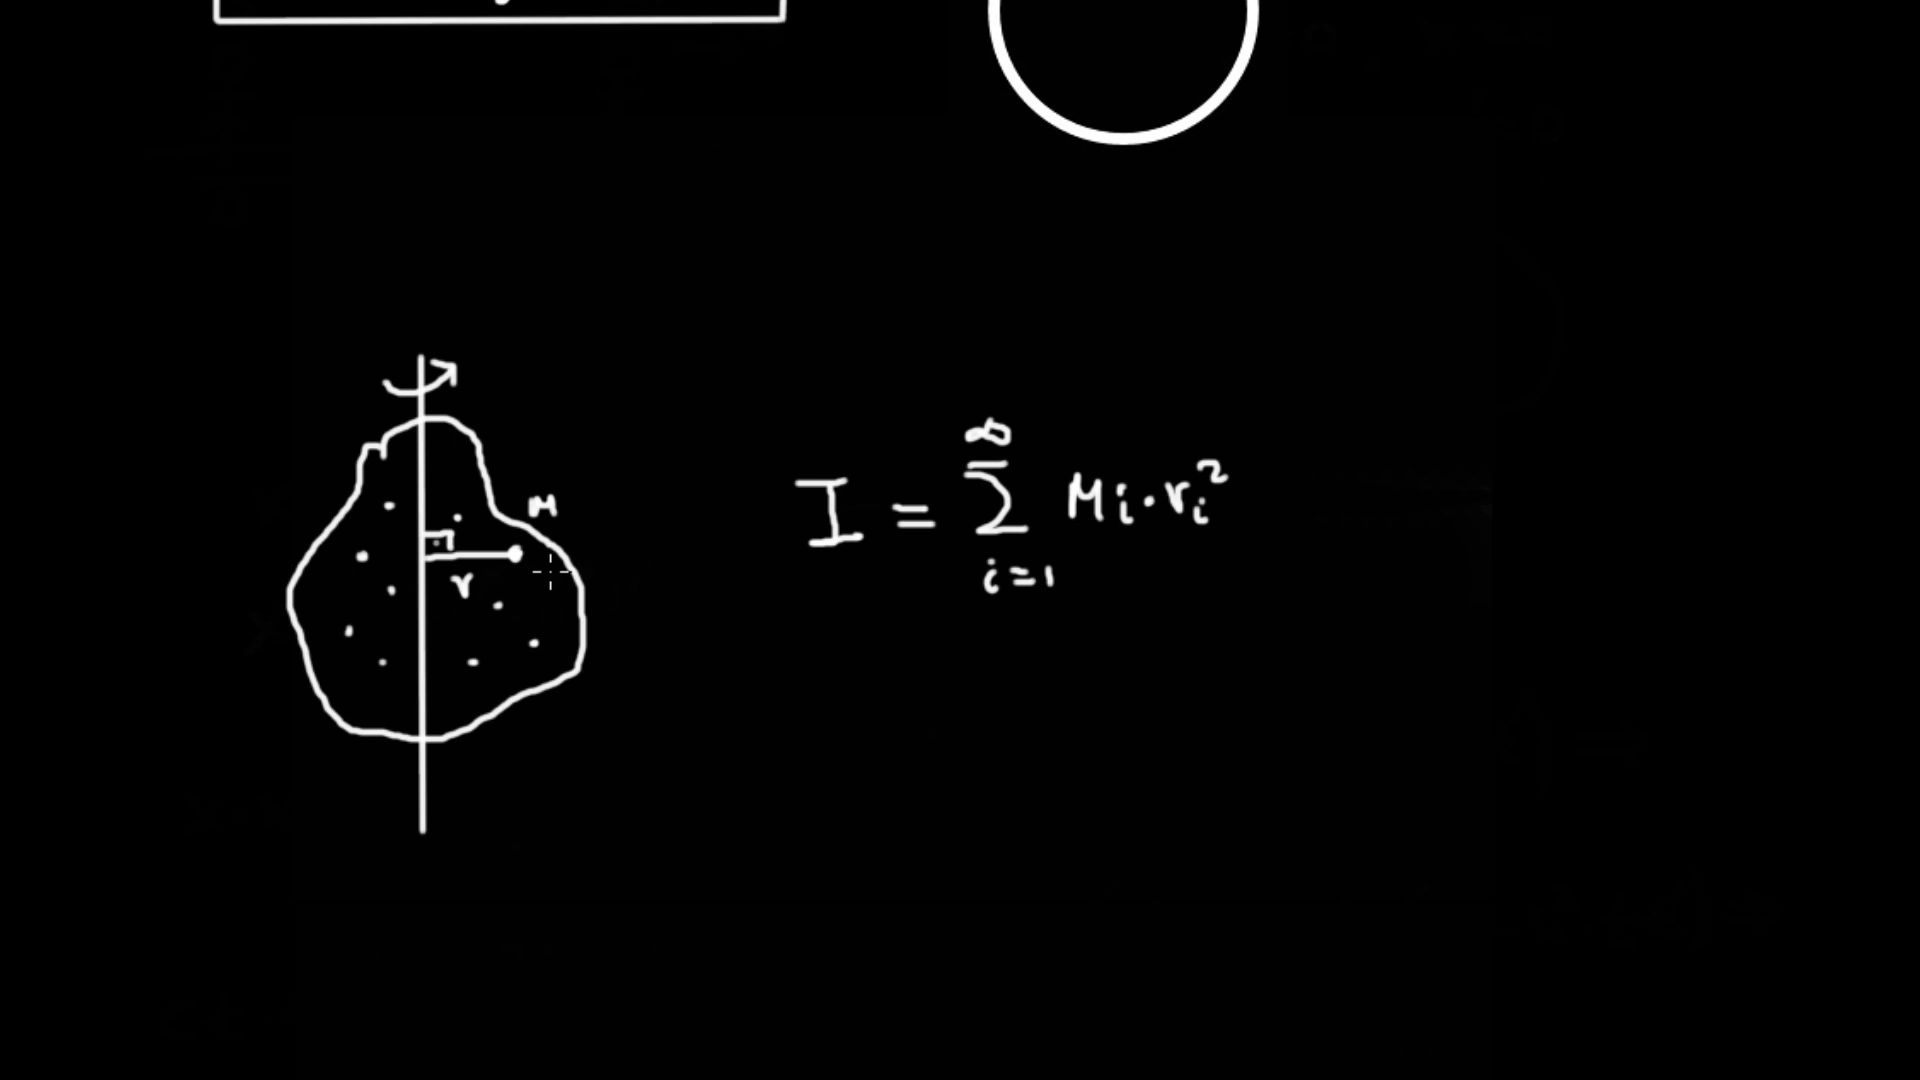 M
r
I = ∞∑i=1 Mi·ri²